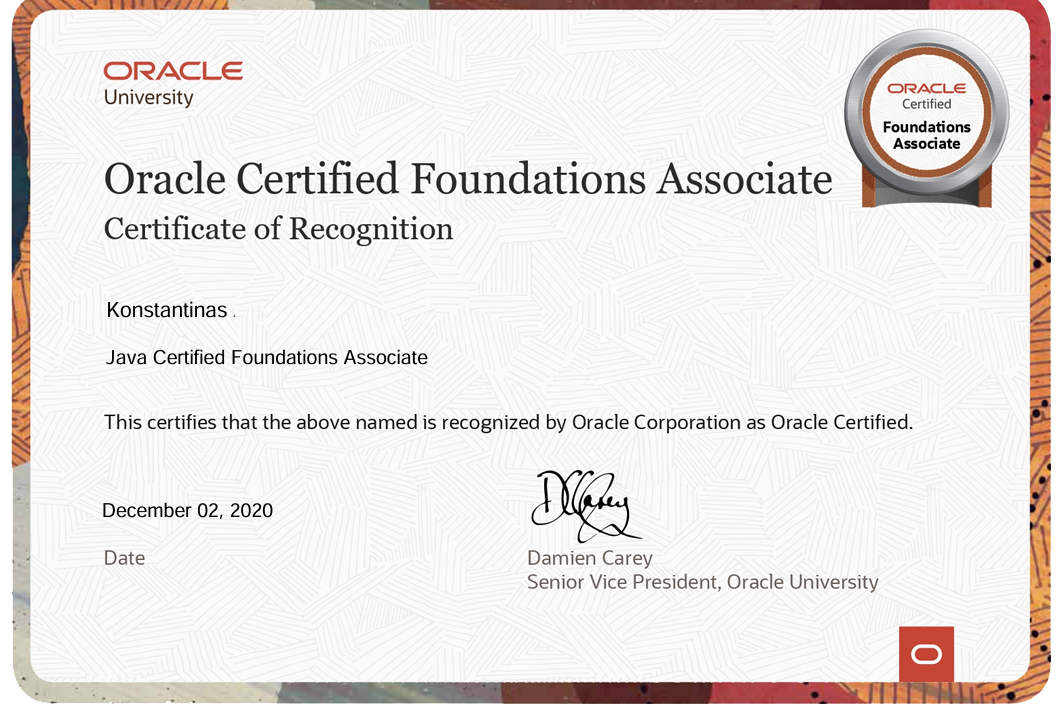 ORACLE
University
ORACLE
Certified
Foundations
Associate
Oracle Certified Foundations Associate
Certificate of Recognition
Konstantinas
Java Certified Foundations Associate
This certifies that the above named is recognized by Oracle Corporation as Oracle Certified.
DCarey
December 02, 2020
Date
Damien Carey
Senior Vice President, Oracle University